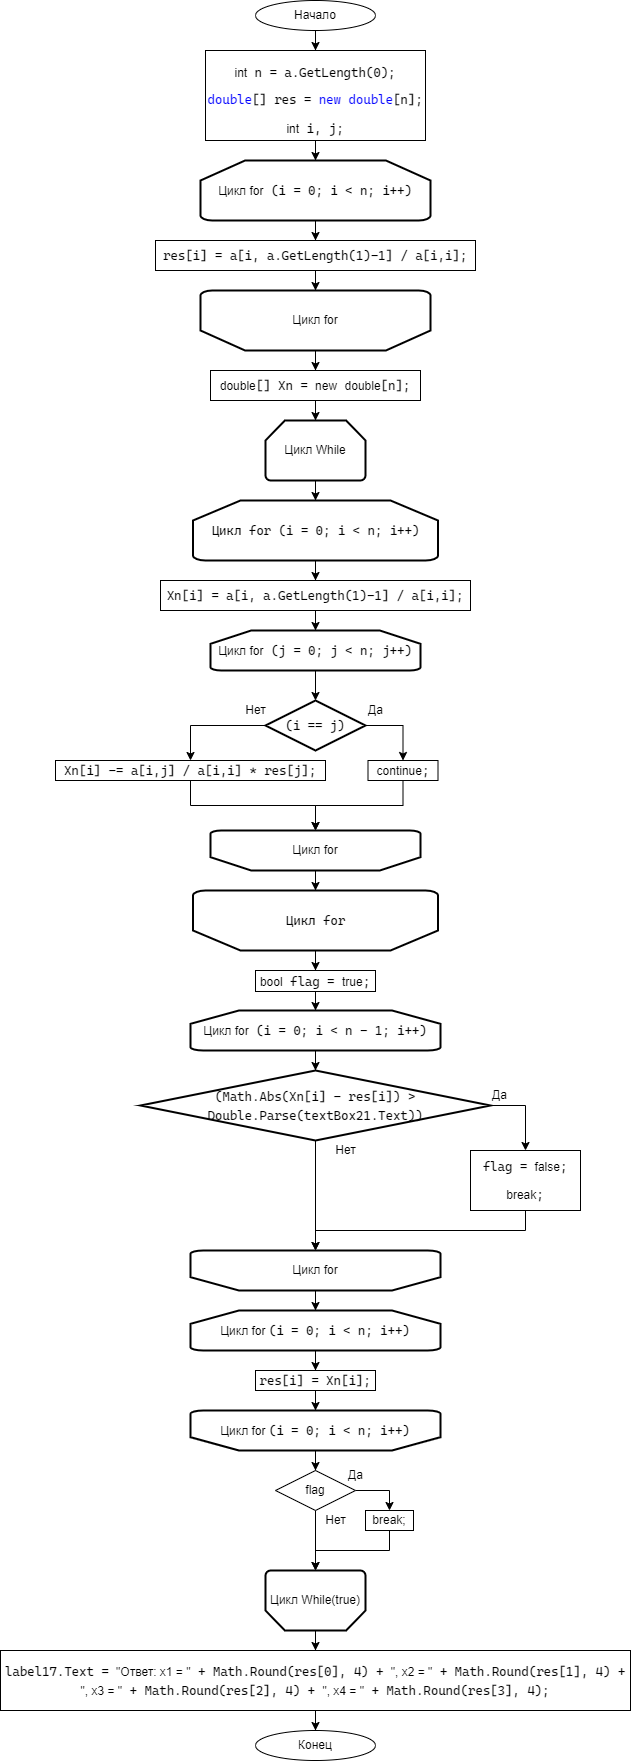 Начало
int n = a.GetLength(0);
double[] res = new double[n];
int i, j;
Цикл for (i = 0; i < n; i++)
res[i] = a[i, a.GetLength(1)-1] / a[i,i];
Цикл for
double[] Xn = new double[n];
Цикл While
Цикл for (i = 0; i < n; i++)
Xn[i] = a[i, a.GetLength(1)-1] / a[i,i];
Цикл for (j = 0; j < n; j++)
Нет
Да
(i == j)
Xn[i] -= a[i,j] / a[i,i] * res[j];
continue;
Цикл for
Цикл for
bool flag = true;
Цикл for (i = 0; i < n - 1; i++)
(Math.Abs(Xn[i] - res[i]) >
Double.Parse(textBox21.Text))
Да
Нет
flag = false;
break;
Цикл for
Цикл for (i = 0; i < n; i++)
res[i] = Xn[i];
Цикл for (i = 0; i < n; i++)
Да
flag
Нет
break;
Цикл While(true)
label17.Text = "Ответ: x1 = " + Math.Round(res[0], 4) + ", x2 = " + Math.Round(res[1], 4) +
", x3 = " + Math.Round(res[2], 4) + ", x4 = " + Math.Round(res[3], 4);
Конец